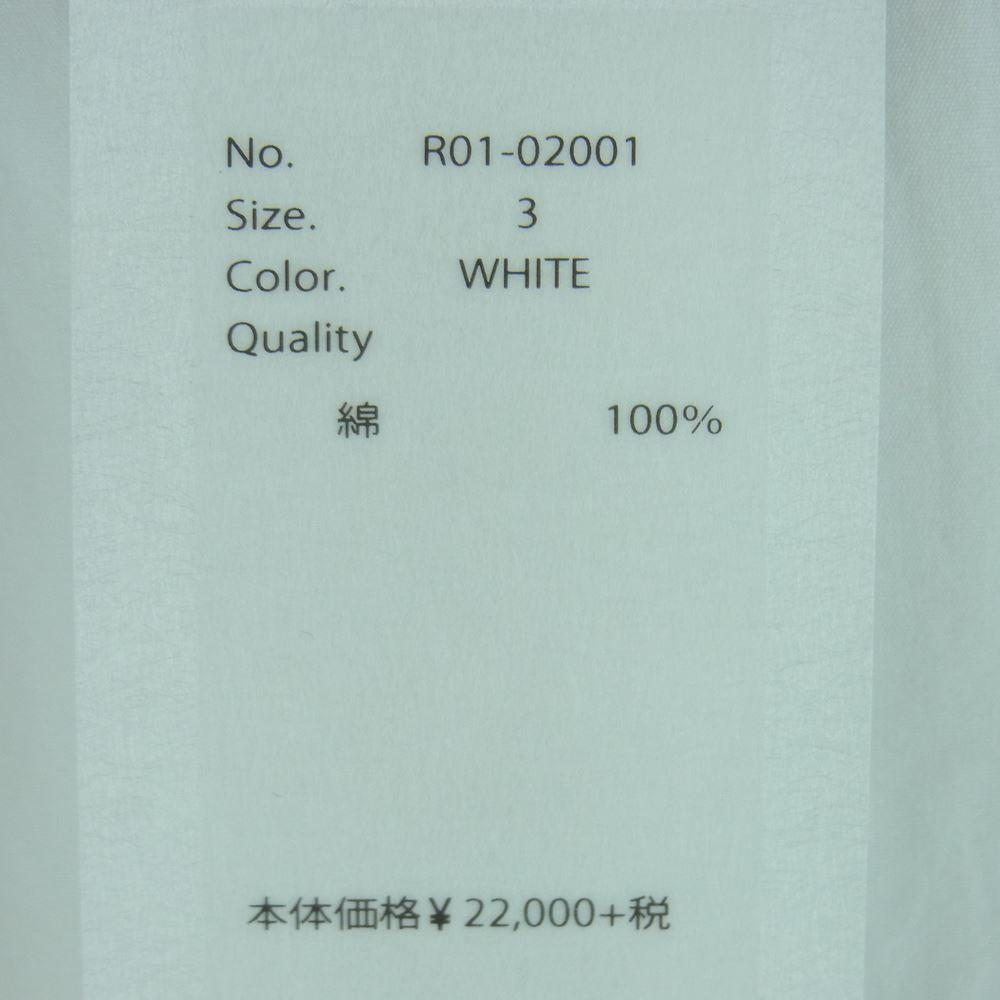 No. R01-02001
Size. 3
Color. WHITE
Quality
綿 100%
本体価格¥ 22,000+税